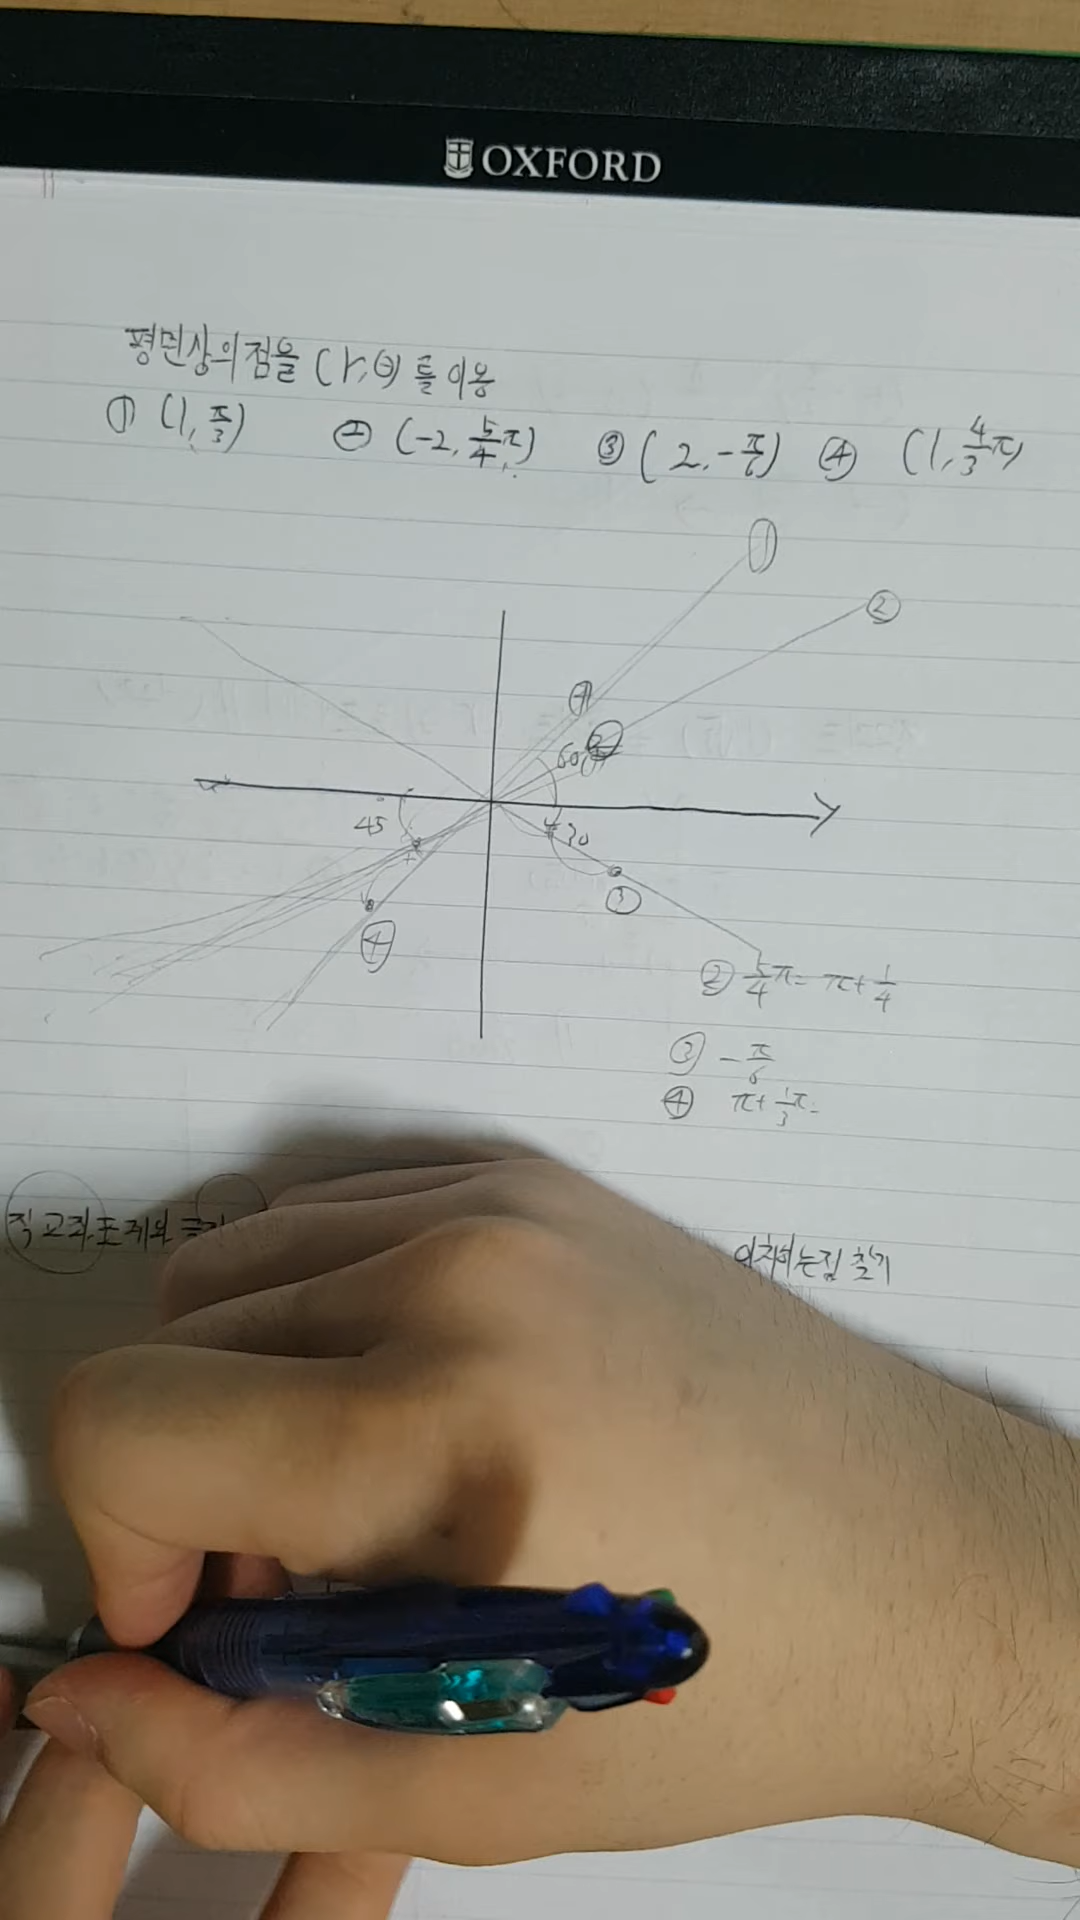 OXFORD
평면상의 점을 (r, θ)를 이용
① (1, π/3) ② (-2, 5/4π) ③ (2, -π/6) ④ (1, 4/3π)
①
②
④
②
60
45
30
③
④
② 5/4π = π+1/4
③ -π/6
④ π+1/3π =
직교좌표계와 극
위치하는 점 찾기